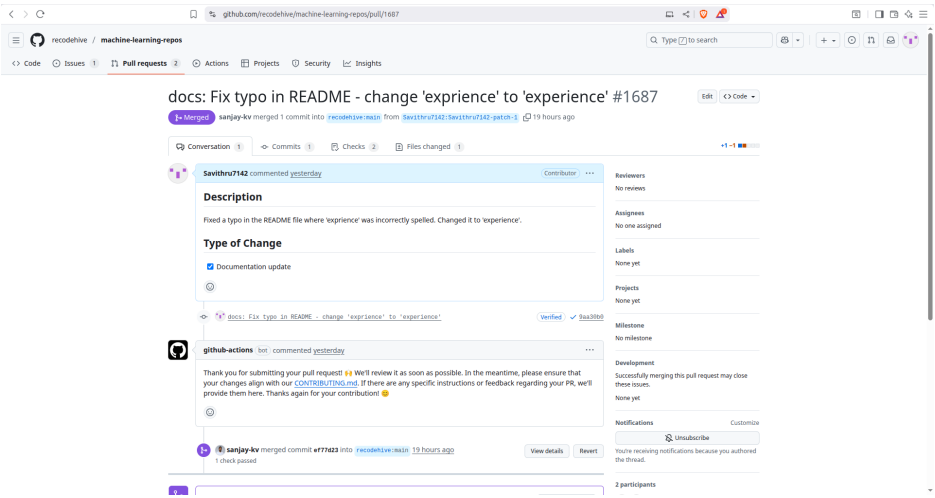 github.com/recodehive/machine-learning-repos/pull/1687
recodehive / machine-learning-repos
Type / to search
Code
Issues 1
Pull requests 2
Actions
Projects
Security
Insights
docs: Fix typo in README - change 'exprience' to 'experience' #1687
Edit
<> Code
Merged
sanjay-kv merged 1 commit into recodehive:main from Savithru7142:Savithru7142-patch-1 19 hours ago
Conversation 1
Commits 1
Checks 2
Files changed 1
+1 −1
Savithru7142 commented yesterday
Contributor
Description
Fixed a typo in the README file where 'exprience' was incorrectly spelled. Changed it to 'experience'.
Type of Change
Documentation update
docs: Fix typo in README - change 'exprience' to 'experience'
Verified
9aa30b0
github-actions bot commented yesterday
Thank you for submitting your pull request! 🙌 We'll review it as soon as possible. In the meantime, please ensure that
your changes align with our CONTRIBUTING.md. If there are any specific instructions or feedback regarding your PR, we'll
provide them here. Thanks again for your contribution! 😊
sanjay-kv merged commit ef77d23 into recodehive:main 19 hours ago
1 check passed
View details
Revert
Reviewers
No reviews
Assignees
No one assigned
Labels
None yet
Projects
None yet
Milestone
No milestone
Development
Successfully merging this pull request may close
these issues.
None yet
Notifications
Customize
Unsubscribe
You're receiving notifications because you authored
the thread.
2 participants